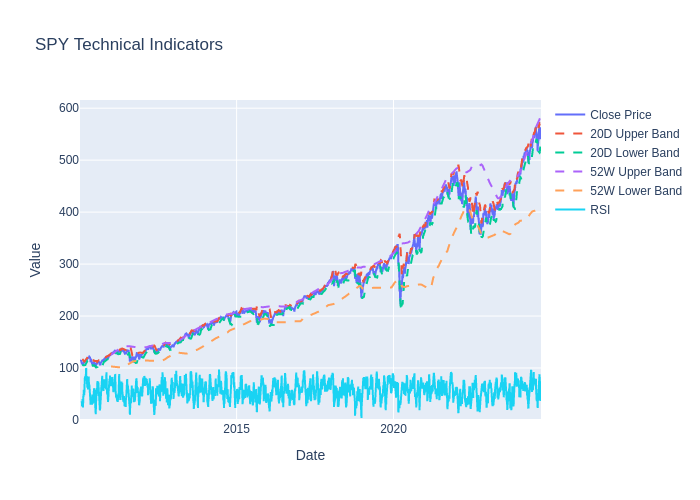 SPY Technical Indicators
600
500
400
300
200
100
0
Value
2015
2020
Date
Close Price
20D Upper Band
20D Lower Band
52W Upper Band
52W Lower Band
RSI